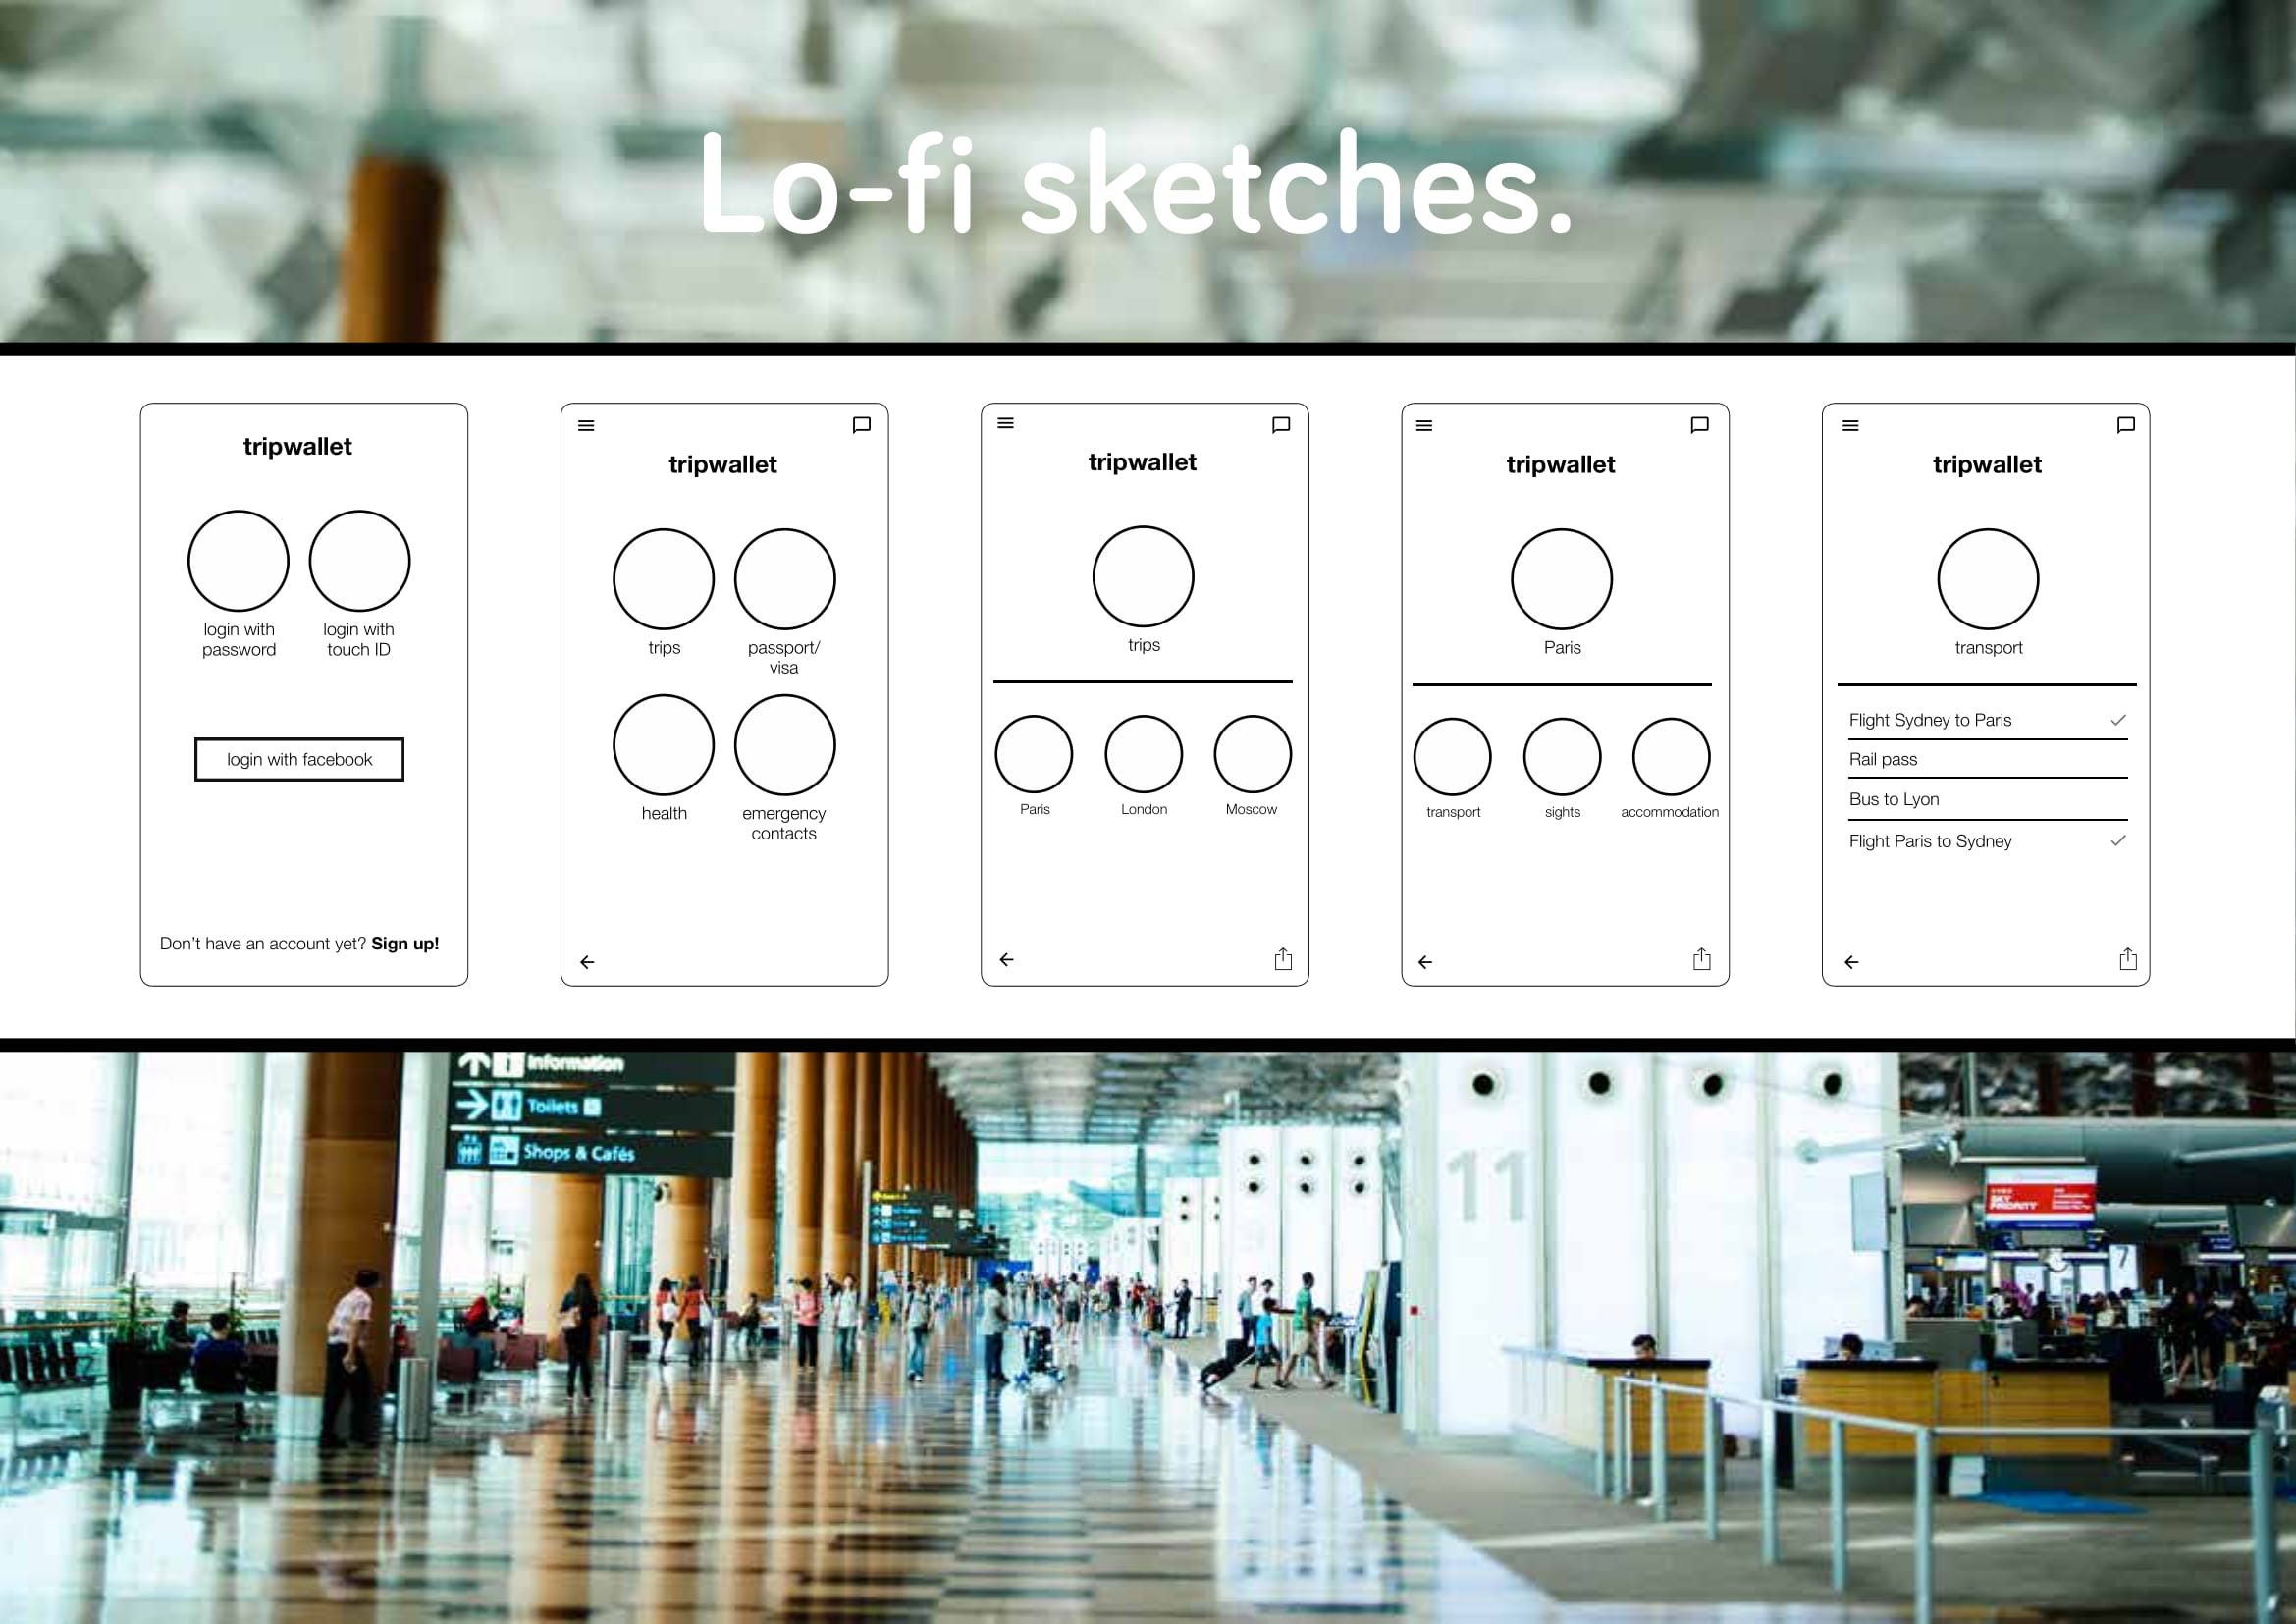 Lo-fi sketches.
tripwallet
login with
password
login with
touch ID
login with facebook
Don't have an account yet? Sign up!
tripwallet
trips
passport/
visa
health
emergency
contacts
tripwallet
trips
Paris
London
Moscow
tripwallet
Paris
transport
sights
accommodation
tripwallet
transport
Flight Sydney to Paris
Rail pass
Bus to Lyon
Flight Paris to Sydney
Information
Toilets
Shops & Cafés
11
SKY
PRIORITY
7